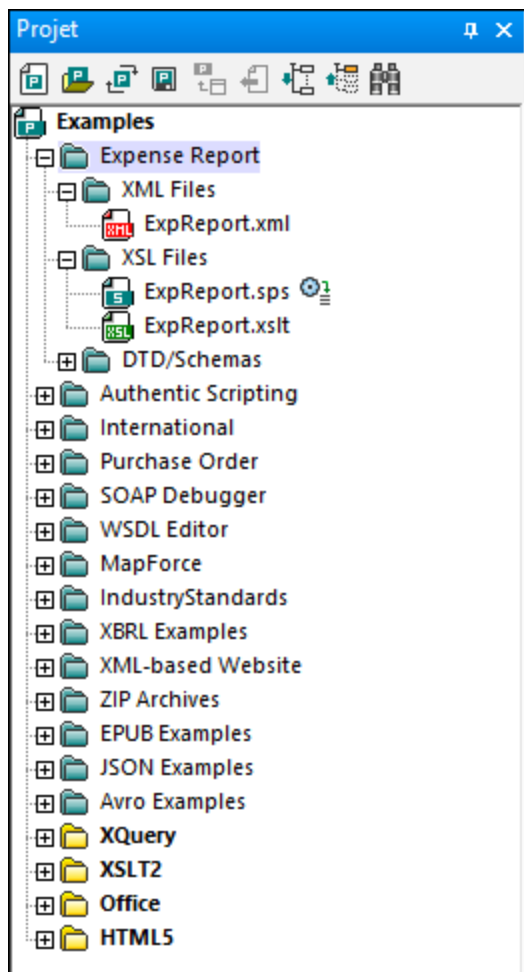 Projet
Examples
Expense Report
XML Files
ExpReport.xml
XSL Files
ExpReport.sps
ExpReport.xslt
DTD/Schemas
Authentic Scripting
International
Purchase Order
SOAP Debugger
WSDL Editor
MapForce
IndustryStandards
XBRL Examples
XML-based Website
ZIP Archives
EPUB Examples
JSON Examples
Avro Examples
XQuery
XSLT2
Office
HTML5